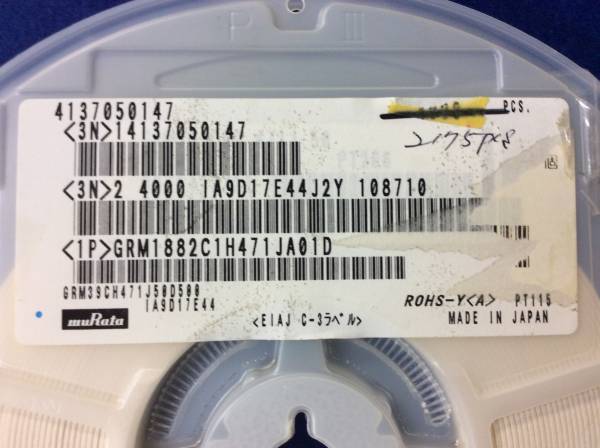 P
4137050147
PCS.
<3N>14137050147
2175pcs
<3N>2 4000 IA9D17E44J2Y 108710
<1P>GRM1882C1H471JA01D
GRM39CH471J50D500
IA9D17E44
ROHS-Y<A> PT115
muRata
<EIAJ C-3ラベル>
MADE IN JAPAN